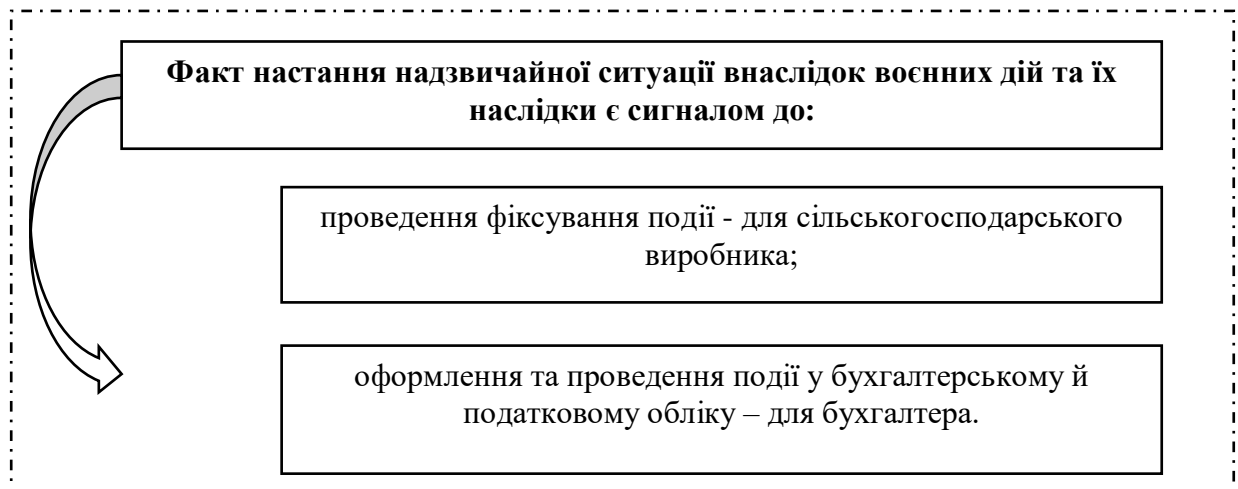 Факт настання надзвичайної ситуації внаслідок воєнних дій та їх
наслідки є сигналом до:
проведення фіксування події - для сільськогосподарського
виробника;
оформлення та проведення події у бухгалтерському й
податковому обліку – для бухгалтера.